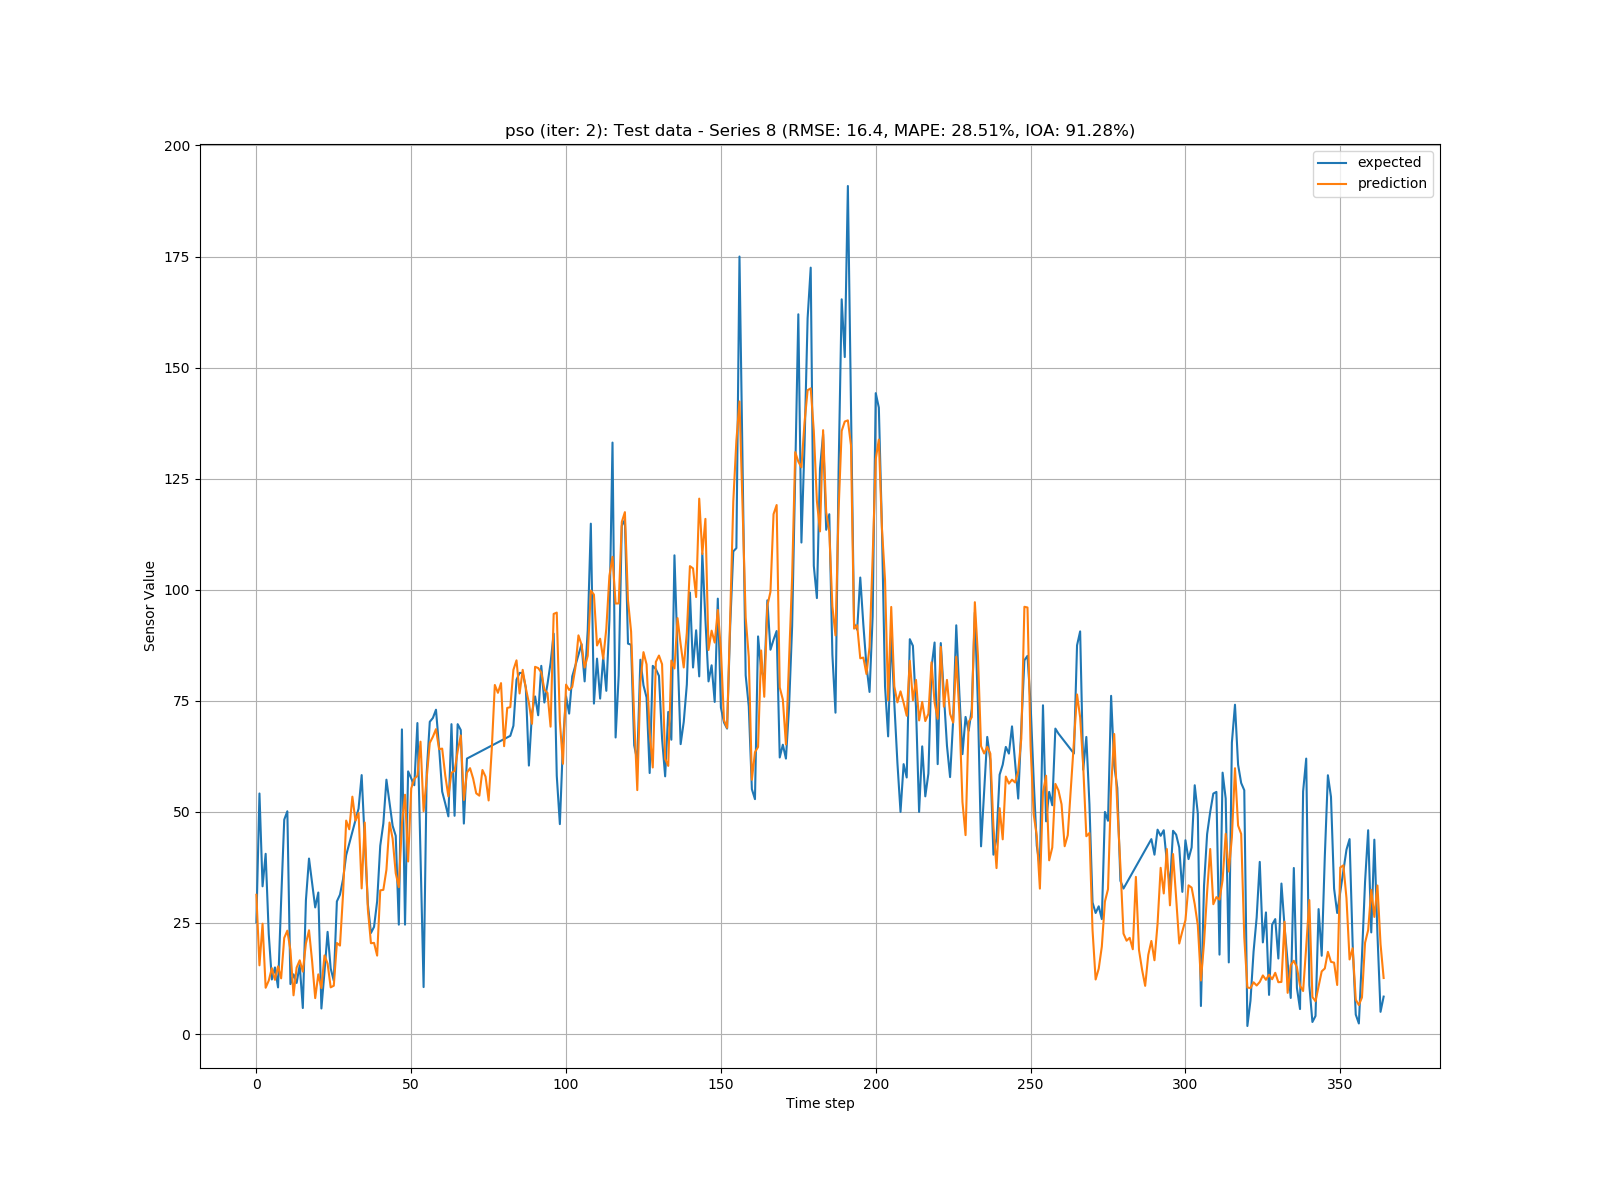 pso (iter: 2): Test data - Series 8 (RMSE: 16.4, MAPE: 28.51%, IOA: 91.28%)
expected
prediction
200
175
150
125
100
75
50
25
0
Sensor Value
0 50 100 150 200 250 300 350
Time step